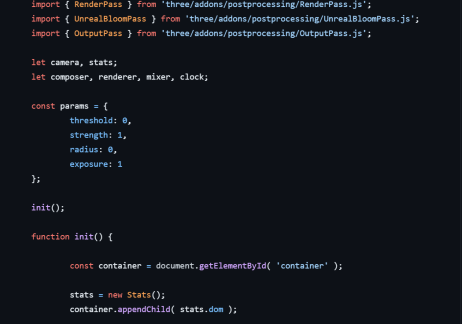 import { RenderPass } from 'three/addons/postprocessing/RenderPass.js';
import { UnrealBloomPass } from 'three/addons/postprocessing/UnrealBloomPass.js';
import { OutputPass } from 'three/addons/postprocessing/OutputPass.js';
let camera, stats;
let composer, renderer, mixer, clock;
const params = {
threshold: 0,
strength: 1,
radius: 0,
exposure: 1
};
init();
function init() {
const container = document.getElementById( 'container' );
stats = new Stats();
container.appendChild( stats.dom );